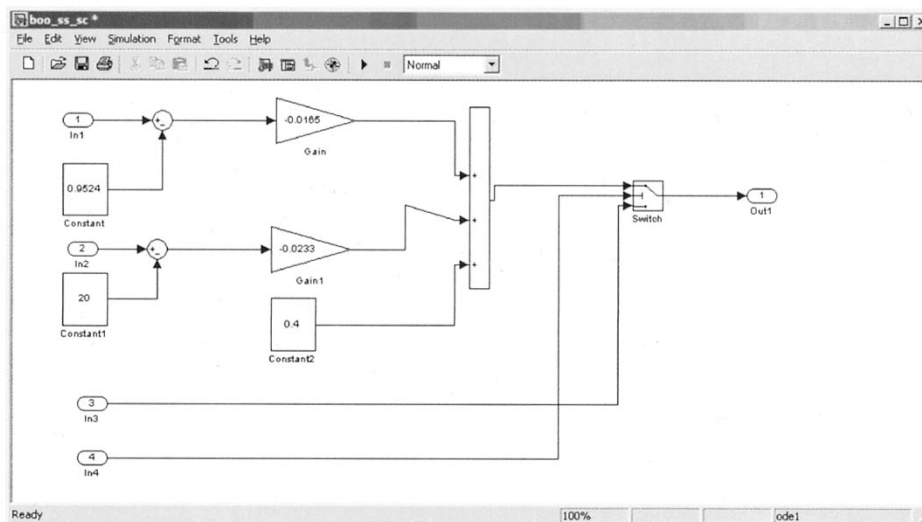 boo_ss_sc *
File Edit View Simulation Format Tools Help
Normal
1
In1
+
-
-0.0165
Gain
0.9524
Constant
+
+
+
1
Out1
Switch
2
In2
+
-
-0.0233
Gain1
20
Constant1
0.4
Constant2
3
In3
4
In4
Ready 100% ode1